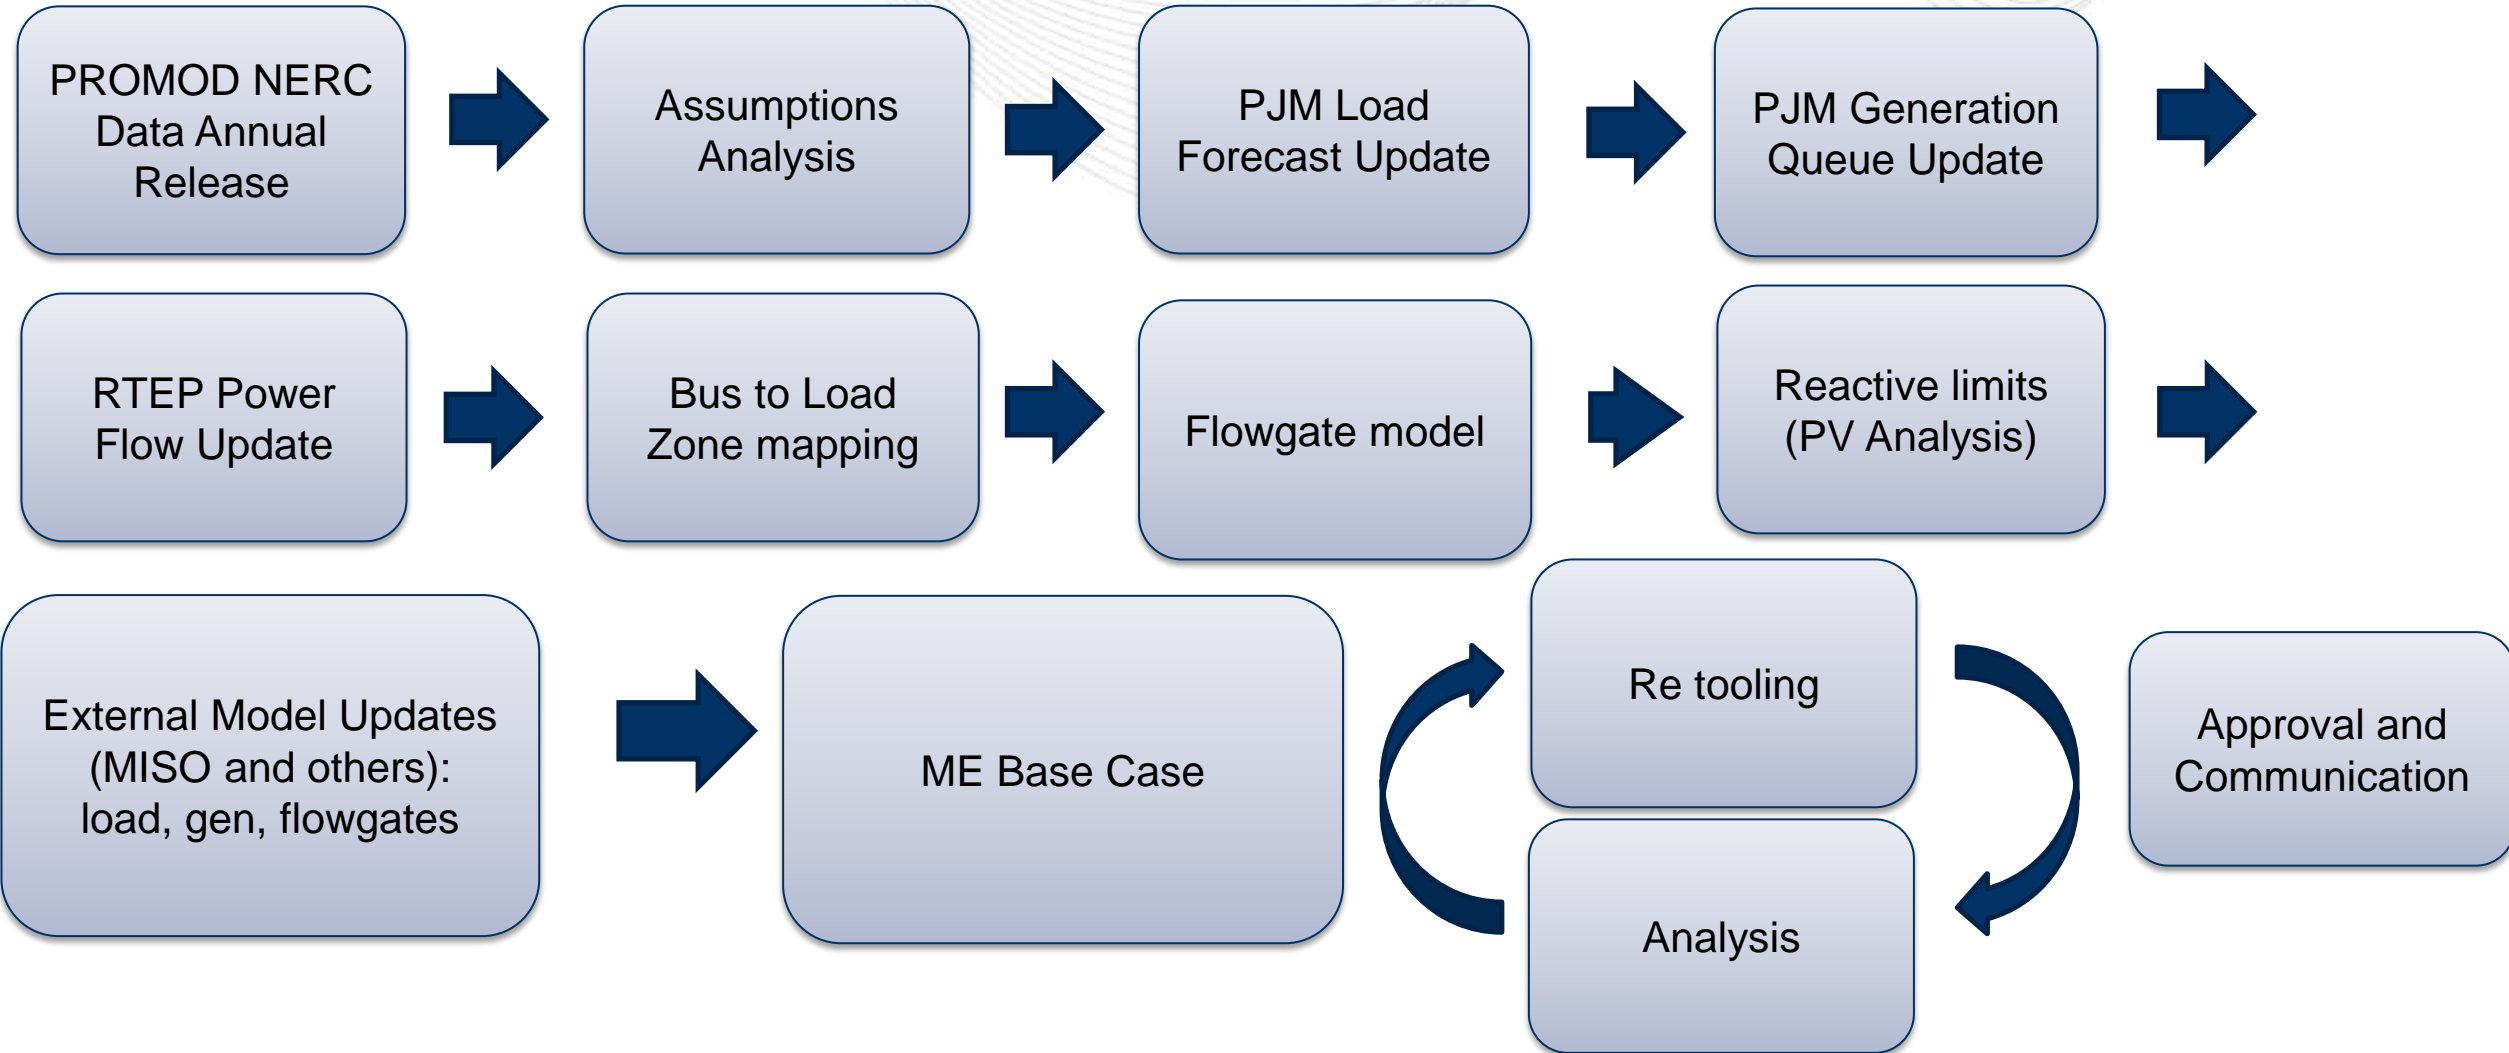 PROMOD NERC
Data Annual
Release
Assumptions
Analysis
PJM Load
Forecast Update
PJM Generation
Queue Update
RTEP Power
Flow Update
Bus to Load
Zone mapping
Flowgate model
Reactive limits
(PV Analysis)
External Model Updates
(MISO and others):
load, gen, flowgates
ME Base Case
Re tooling
Analysis
Approval and
Communication